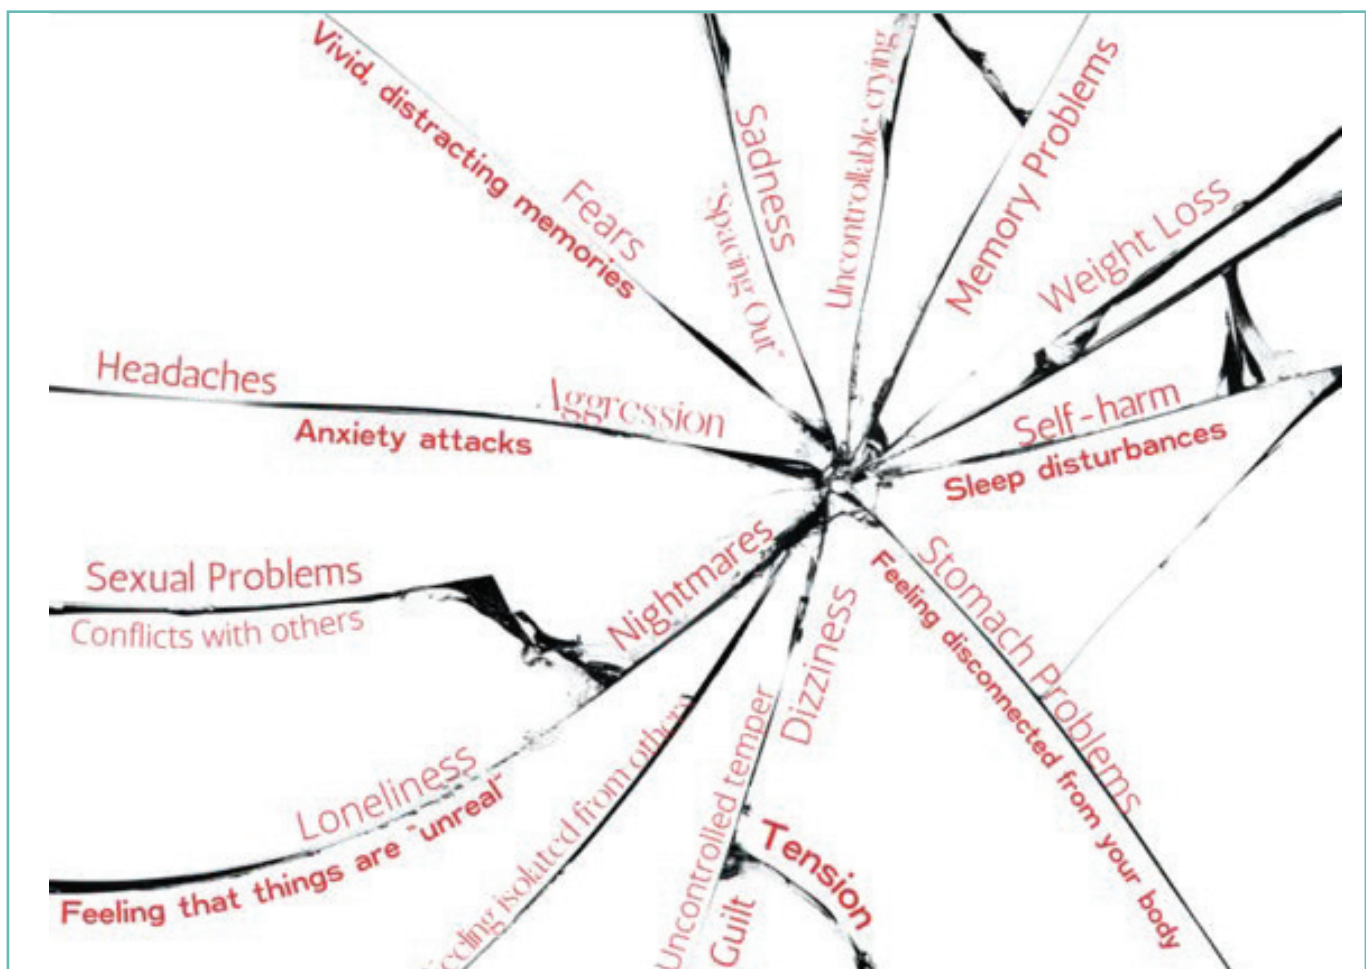 Vivid, distracting memories
Fears
Sadness
"Spacing Out"
Uncontrollable crying
Memory Problems
Weight Loss
Headaches
Anxiety attacks
Aggression
Self-harm
Sleep disturbances
Sexual Problems
Conflicts with others
Nightmares
Dizziness
Stomach Problems
Feeling disconnected from your body
Loneliness
Feeling that things are "unreal"
Feeling isolated from others
Uncontrolled temper
Guilt
Tension